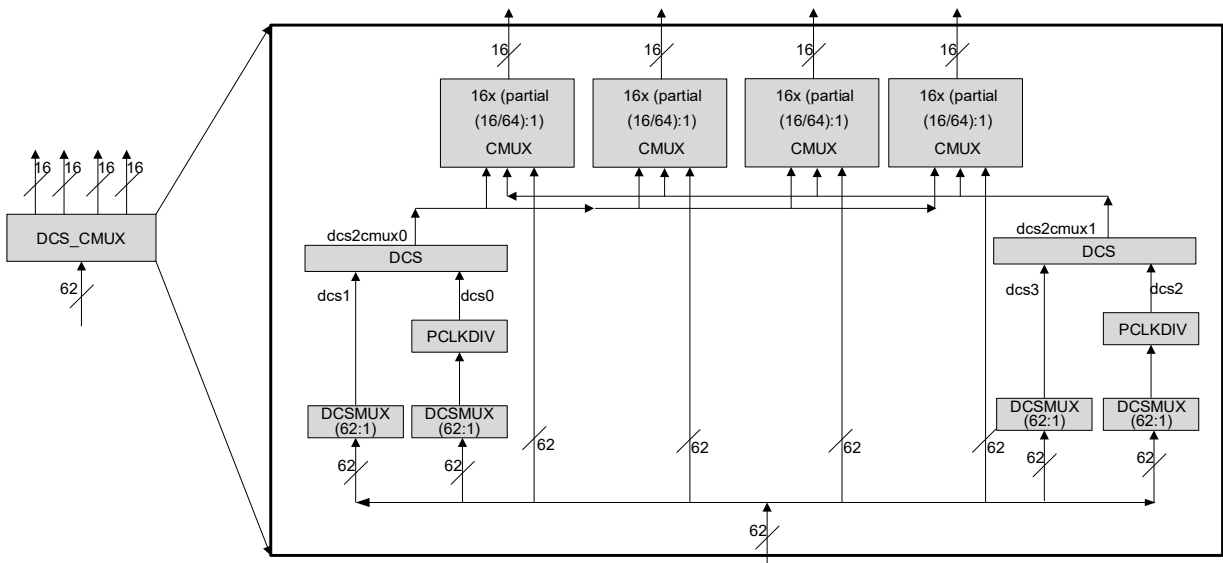 16
16
16
16
16x (partial
(16/64):1)
CMUX
16x (partial
(16/64):1)
CMUX
16x (partial
(16/64):1)
CMUX
16x (partial
(16/64):1)
CMUX
16
16
16
16
DCS_CMUX
62
dcs2cmux0
DCS
dcs1
dcs0
PCLKDIV
DCSMUX
(62:1)
DCSMUX
(62:1)
62
62
62
62
62
62
dcs2cmux1
DCS
dcs3
dcs2
PCLKDIV
DCSMUX
(62:1)
DCSMUX
(62:1)
62
62
62